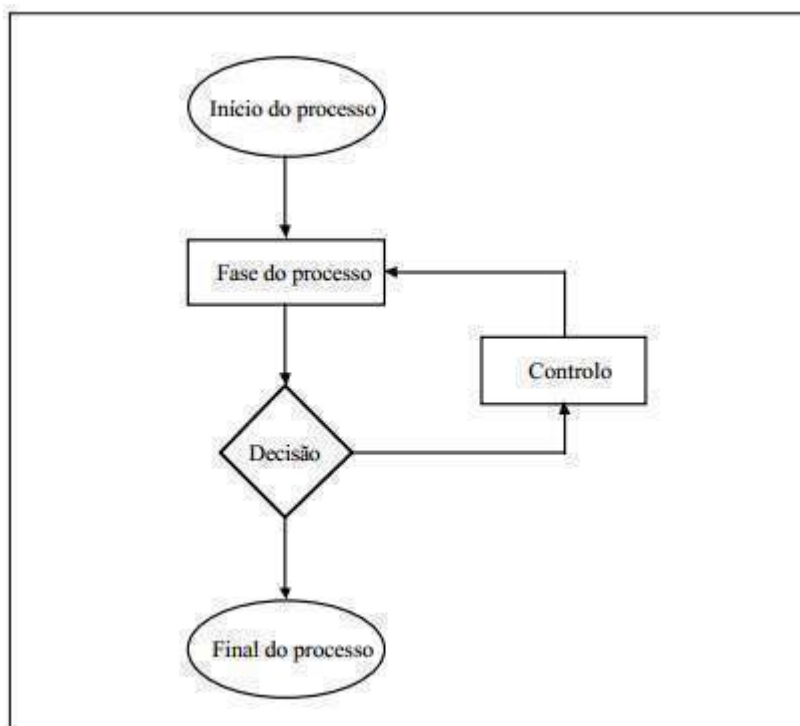 Início do processo
Fase do processo
Controlo
Decisão
Final do processo